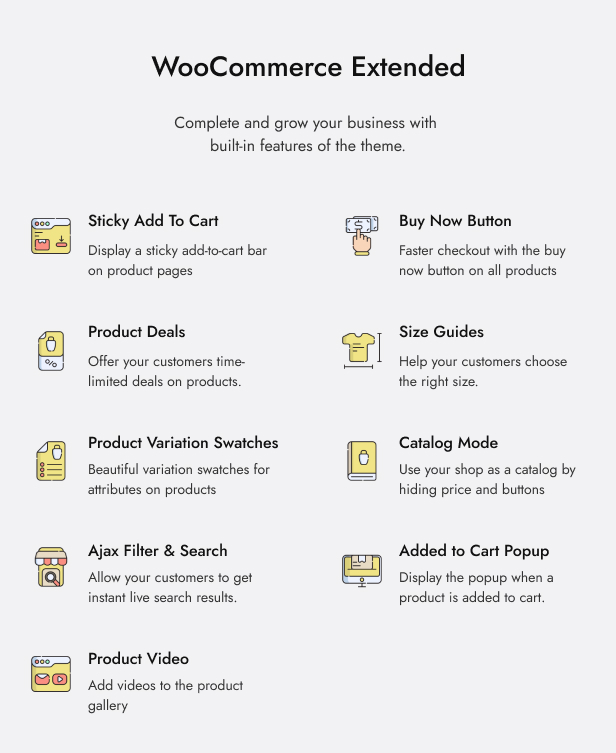 WooCommerce Extended
Complete and grow your business with
built-in features of the theme.
Sticky Add To Cart
Display a sticky add-to-cart bar
on product pages
Buy Now Button
Faster checkout with the buy
now button on all products
Product Deals
Offer your customers time-
limited deals on products.
Size Guides
Help your customers choose
the right size.
Product Variation Swatches
Beautiful variation swatches for
attributes on products
Catalog Mode
Use your shop as a catalog by
hiding price and buttons
Ajax Filter & Search
Allow your customers to get
instant live search results.
Added to Cart Popup
Display the popup when a
product is added to cart.
Product Video
Add videos to the product
gallery